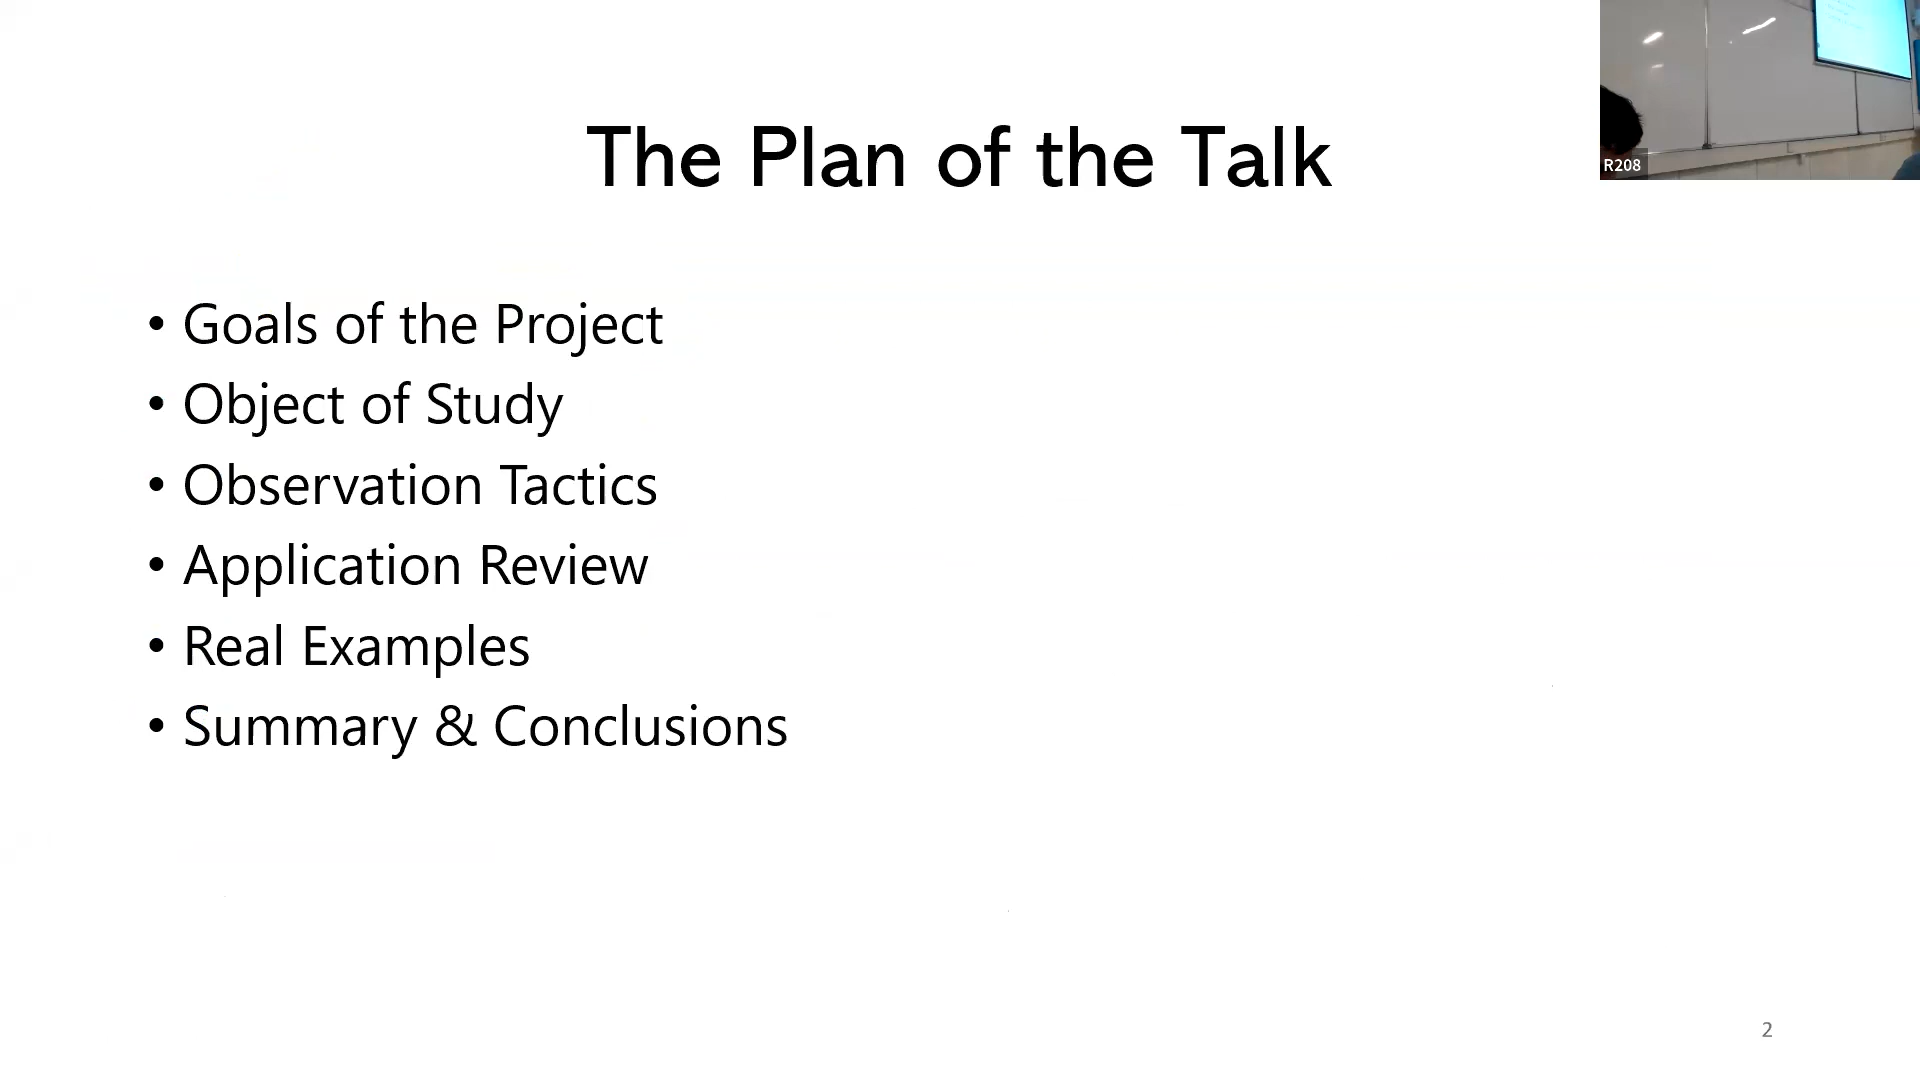 The Plan of the Talk
R208
• Goals of the Project
• Object of Study
• Observation Tactics
• Application Review
• Real Examples
• Summary & Conclusions
2